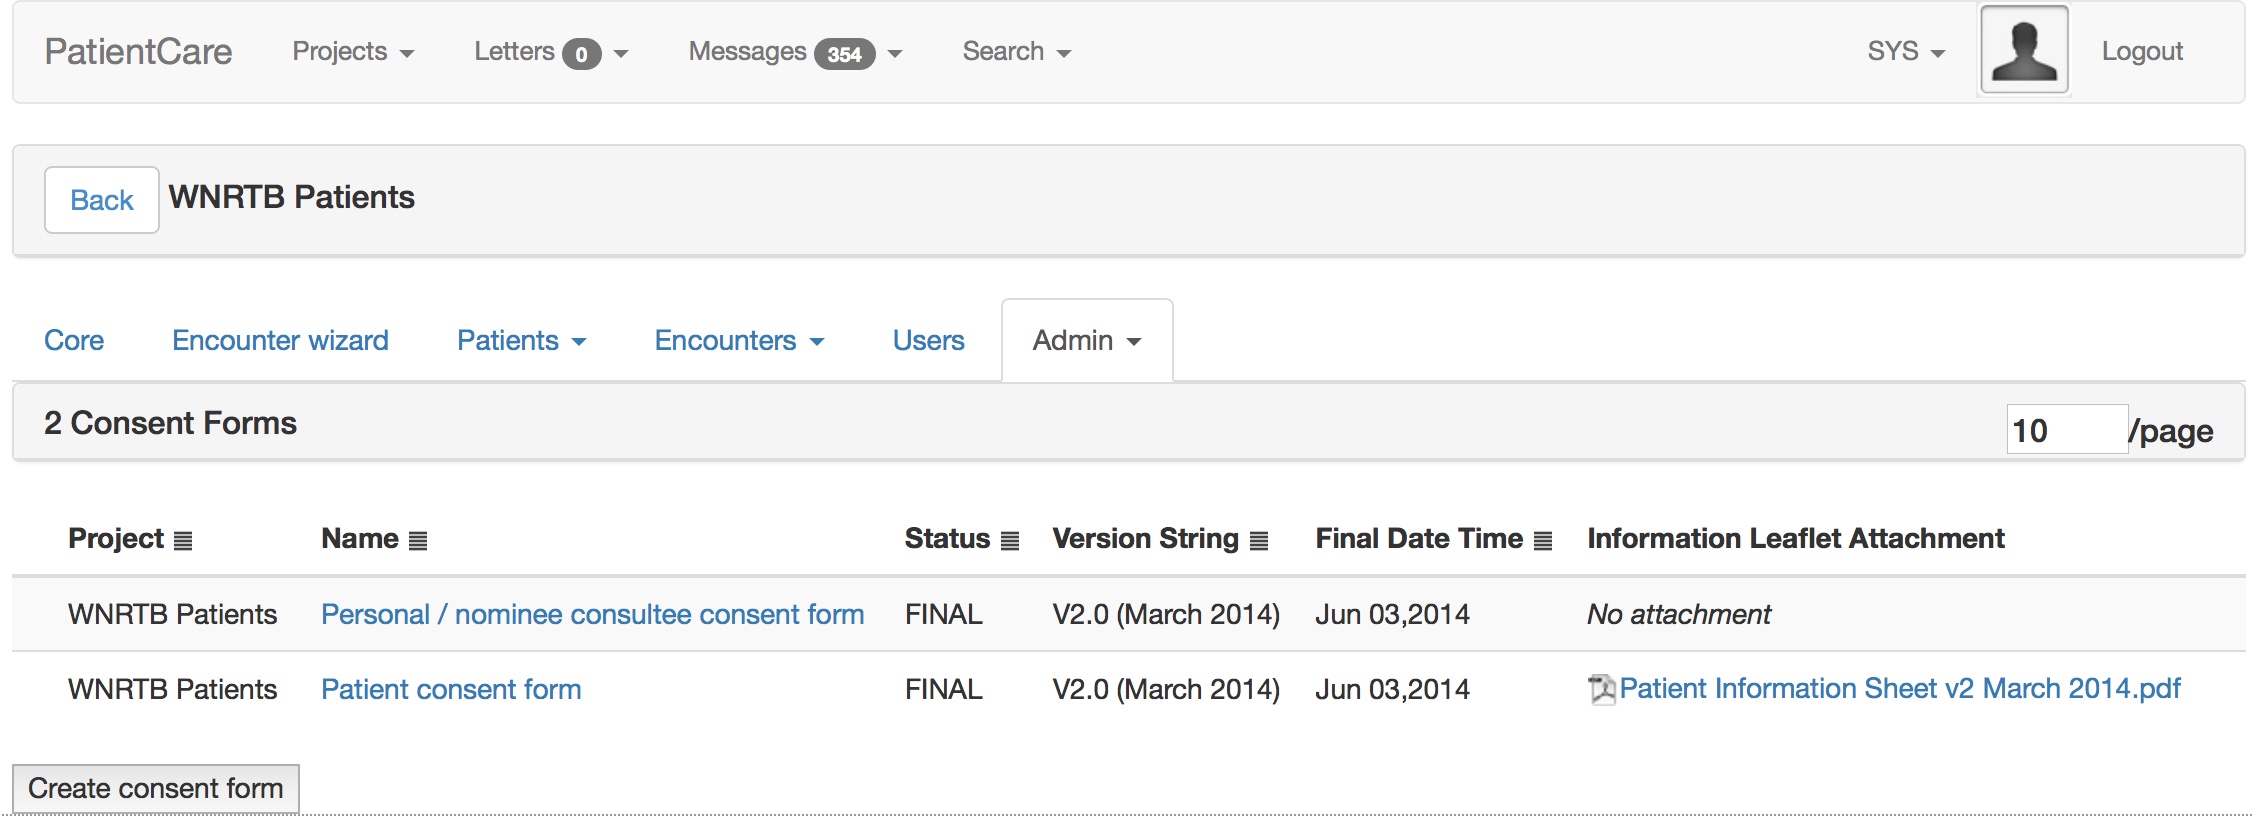 PatientCare Projects Letters 0 Messages 354 Search SYS Logout
Back WNRTB Patients
Core Encounter wizard Patients Encounters Users Admin
2 Consent Forms 10 /page
Project Name Status Version String Final Date Time Information Leaflet Attachment
WNRTB Patients Personal / nominee consultee consent form FINAL V2.0 (March 2014) Jun 03,2014 No attachment
WNRTB Patients Patient consent form FINAL V2.0 (March 2014) Jun 03,2014 Patient Information Sheet v2 March 2014.pdf
Create consent form